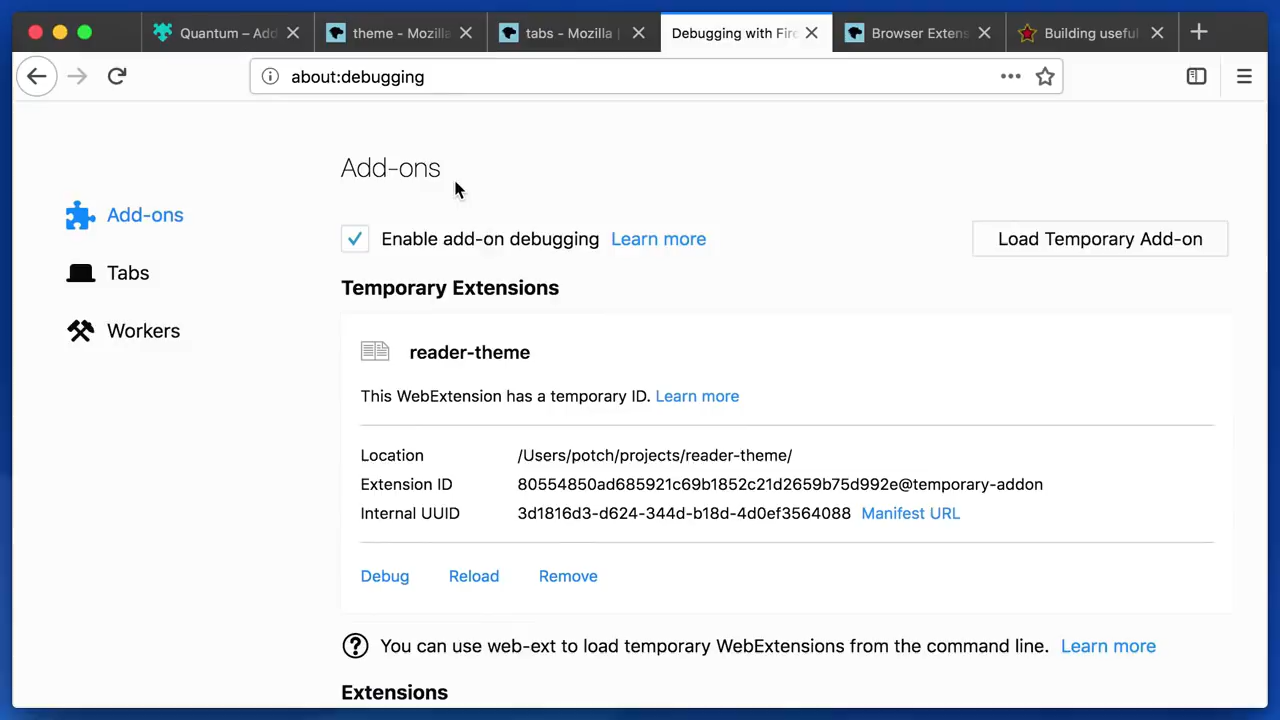 Quantum – Add
theme - Mozilla
tabs - Mozilla |
Debugging with Fire
Browser Extens
Building useful
about:debugging
Add-ons
Tabs
Workers
Add-ons
Enable add-on debugging Learn more
Load Temporary Add-on
Temporary Extensions
reader-theme
This WebExtension has a temporary ID. Learn more
Location /Users/potch/projects/reader-theme/
Extension ID 80554850ad685921c69b1852c21d2659b75d992e@temporary-addon
Internal UUID 3d1816d3-d624-344d-b18d-4d0ef3564088 Manifest URL
Debug Reload Remove
You can use web-ext to load temporary WebExtensions from the command line. Learn more
Extensions